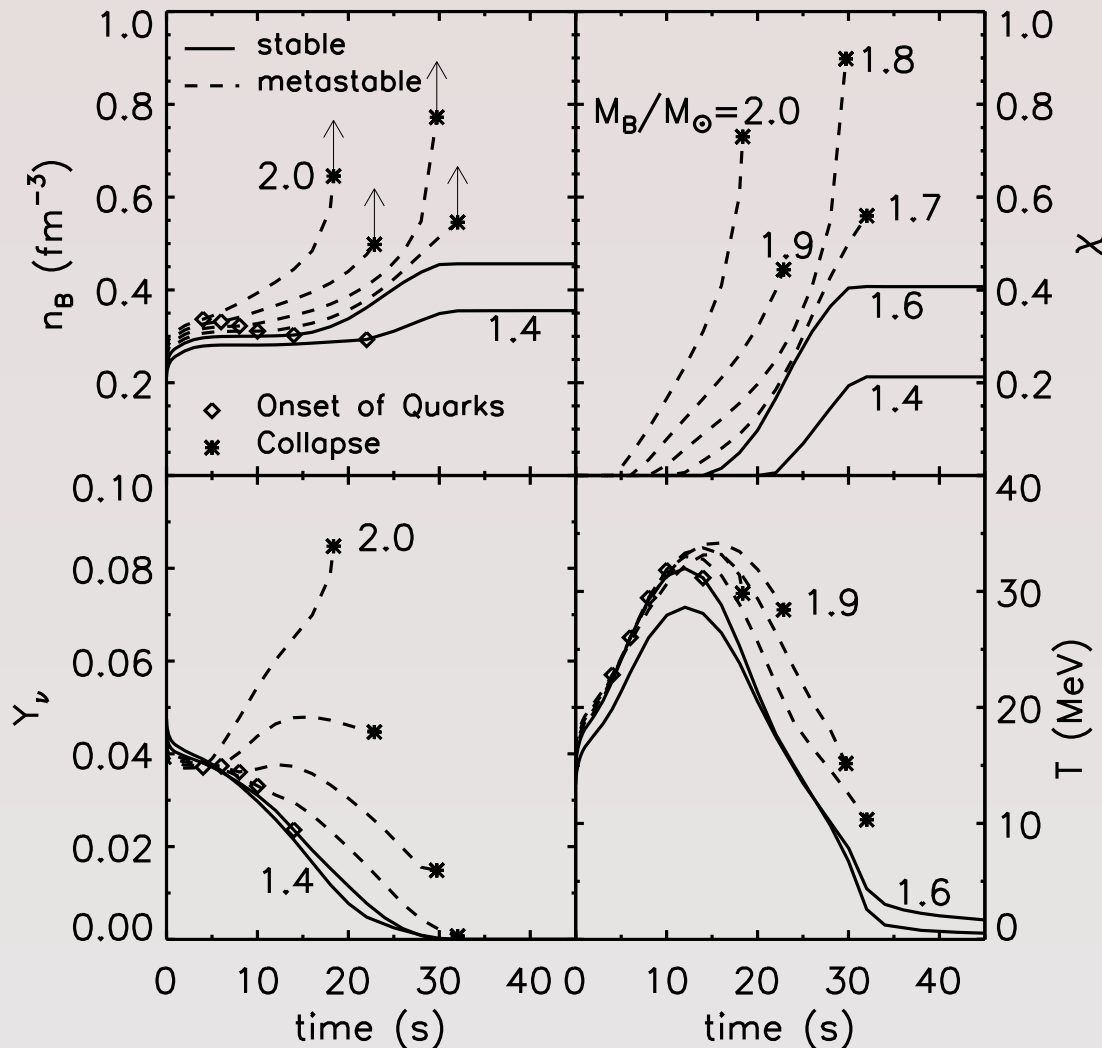 stable
metastable
2.0
1.4
Onset of Quarks
Collapse
n_B (fm^{-3})
1.0
0.8
0.6
0.4
0.2
M_B/M_⊙=2.0
1.8
1.7
1.9
1.6
1.4
1.0
0.8
0.6
0.4
0.2
χ
0.10
0.08
0.06
0.04
0.02
0.00
Y_ν
2.0
1.4
1.9
1.6
40
30
20
10
0
T (MeV)
0 10 20 30 40
0 10 20 30 40
time (s)
time (s)